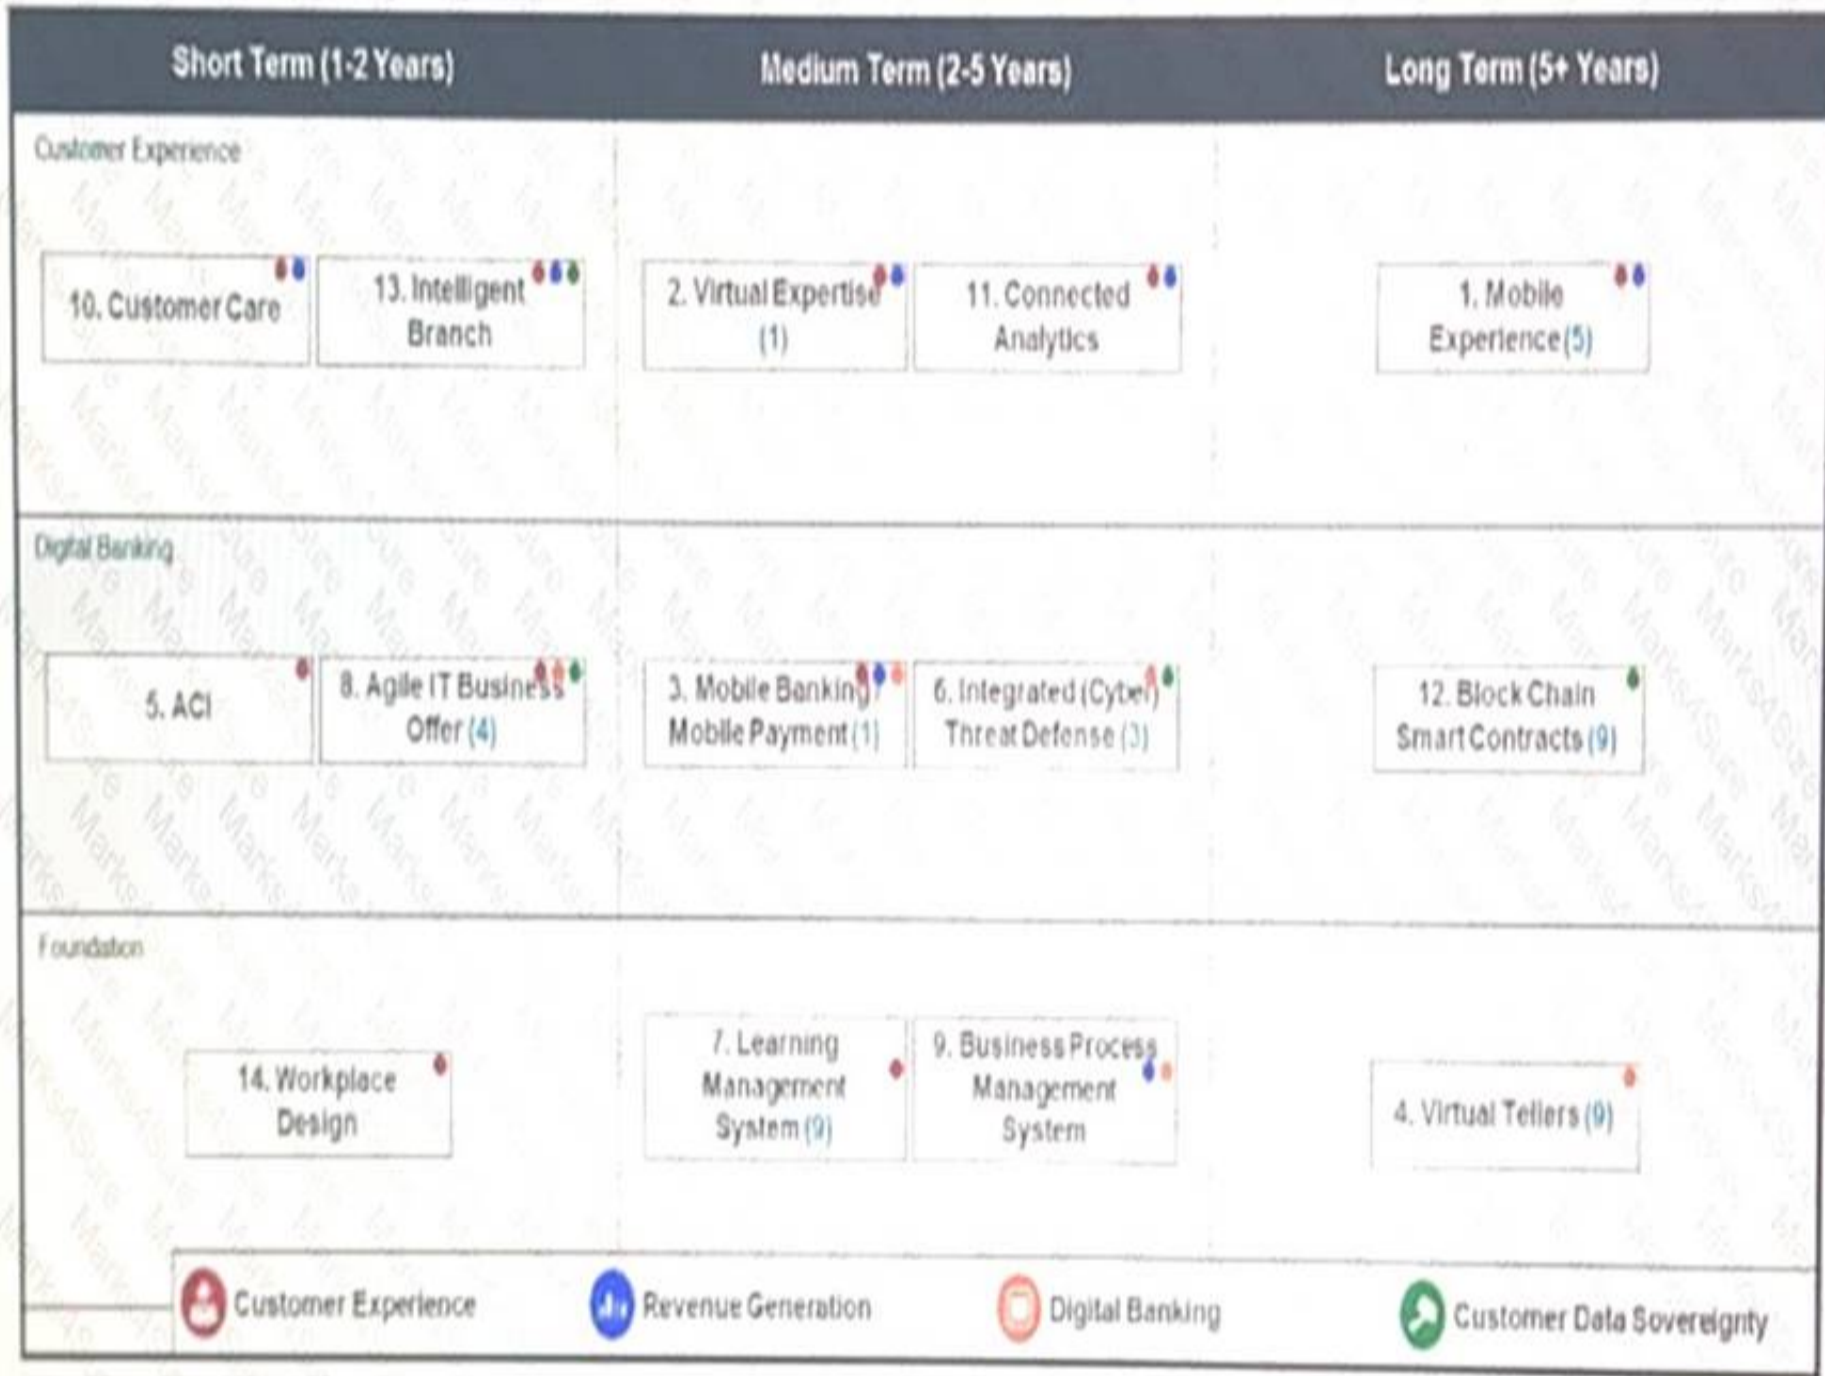 Short Term (1-2 Years)
Medium Term (2-5 Years)
Long Term (5+ Years)
Customer Experience
10. Customer Care
13. Intelligent
Branch
2. Virtual Expertise
(1)
11. Connected
Analytics
1. Mobile
Experience (5)
Digital Banking
5. ACI
8. Agile IT Business
Offer (4)
3. Mobile Banking /
Mobile Payment (1)
6. Integrated (Cyber)
Threat Defense (3)
12. Block Chain
Smart Contracts (9)
Foundation
14. Workplace
Design
7. Learning
Management
System (9)
9. Business Process
Management
System
4. Virtual Tellers (9)
Customer Experience
Revenue Generation
Digital Banking
Customer Data Sovereignty